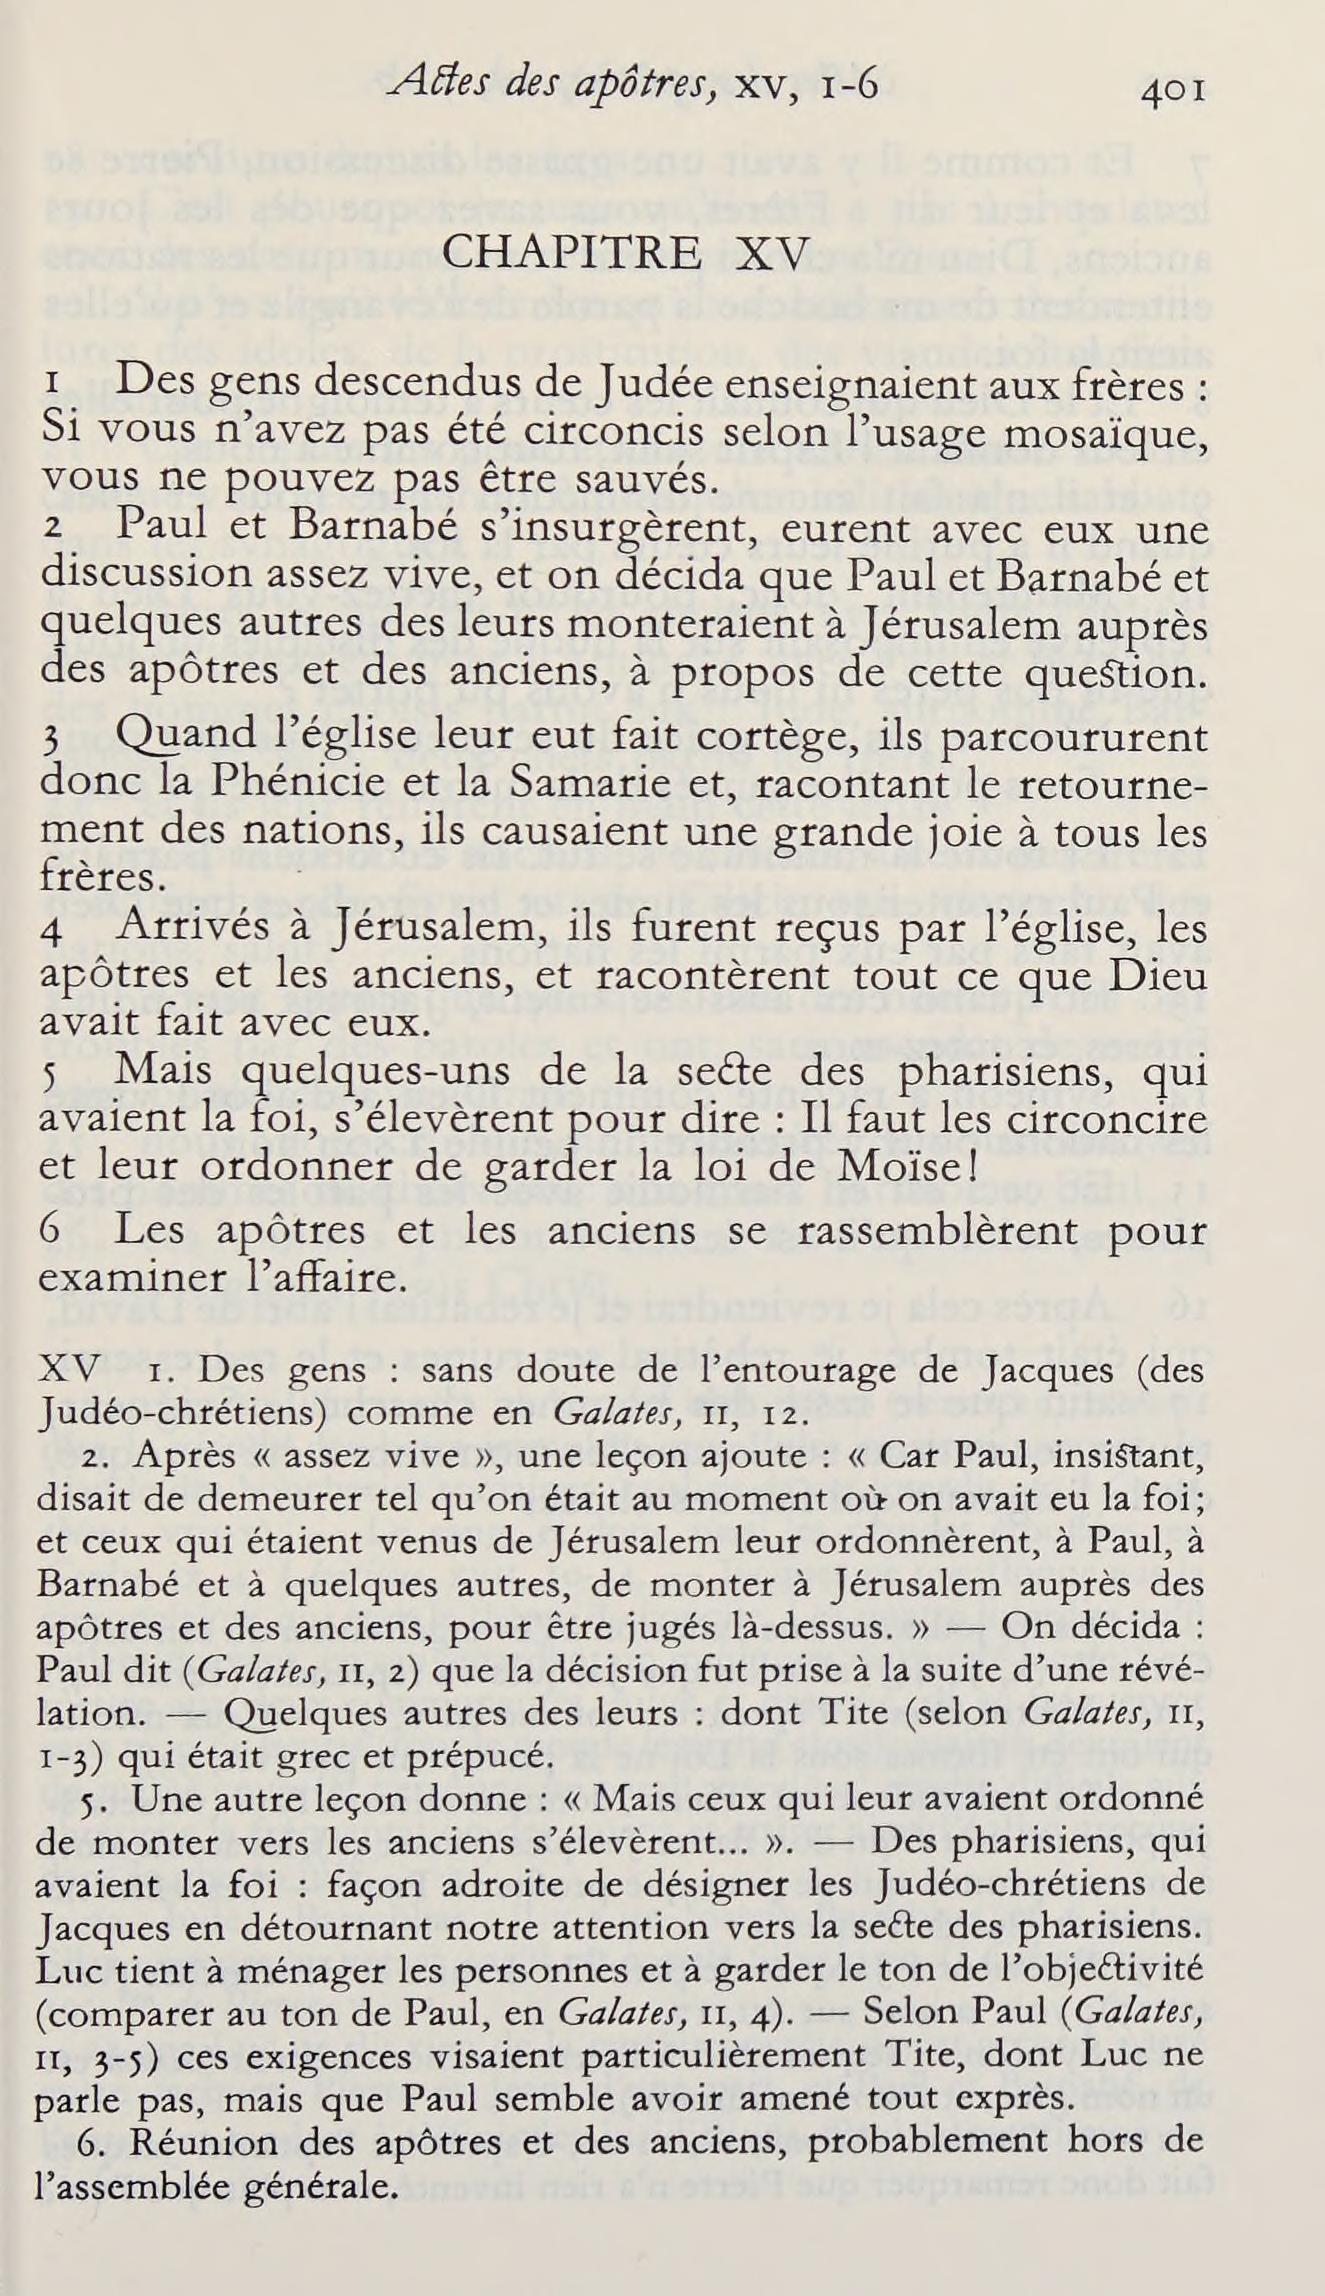 Actes des apôtres, XV, 1-6 401
CHAPITRE XV
1 Des gens descendus de Judée enseignaient aux frères :
Si vous n’avez pas été circoncis selon l’usage mosaïque,
vous ne pouvez pas être sauvés.
2 Paul et Barnabé s’insurgèrent, eurent avec eux une
discussion assez vive, et on décida que Paul et Barnabé et
quelques autres des leurs monteraient à Jérusalem auprès
des apôtres et des anciens, à propos de cette question.
3 Quand l’église leur eut fait cortège, ils parcoururent
donc la Phénicie et la Samarie et, racontant le retourne-
ment des nations, ils causaient une grande joie à tous les
frères.
4 Arrivés à Jérusalem, ils furent reçus par l’église, les
apôtres et les anciens, et racontèrent tout ce que Dieu
avait fait avec eux.
5 Mais quelques-uns de la secte des pharisiens, qui
avaient la foi, s’élevèrent pour dire : Il faut les circoncire
et leur ordonner de garder la loi de Moïse!
6 Les apôtres et les anciens se rassemblèrent pour
examiner l’affaire.
XV 1. Des gens : sans doute de l’entourage de Jacques (des
Judéo-chrétiens) comme en Galates, II, 12.
2. Après « assez vive », une leçon ajoute : « Car Paul, insistant,
disait de demeurer tel qu’on était au moment où on avait eu la foi;
et ceux qui étaient venus de Jérusalem leur ordonnèrent, à Paul, à
Barnabé et à quelques autres, de monter à Jérusalem auprès des
apôtres et des anciens, pour être jugés là-dessus. » — On décida :
Paul dit (Galates, II, 2) que la décision fut prise à la suite d’une révé-
lation. — Quelques autres des leurs : dont Tite (selon Galates, II,
1-3) qui était grec et prépucé.
5. Une autre leçon donne : « Mais ceux qui leur avaient ordonné
de monter vers les anciens s’élevèrent... ». — Des pharisiens, qui
avaient la foi : façon adroite de désigner les Judéo-chrétiens de
Jacques en détournant notre attention vers la secte des pharisiens.
Luc tient à ménager les personnes et à garder le ton de l’objectivité
(comparer au ton de Paul, en Galates, II, 4). — Selon Paul (Galates,
II, 3-5) ces exigences visaient particulièrement Tite, dont Luc ne
parle pas, mais que Paul semble avoir amené tout exprès.
6. Réunion des apôtres et des anciens, probablement hors de
l’assemblée générale.